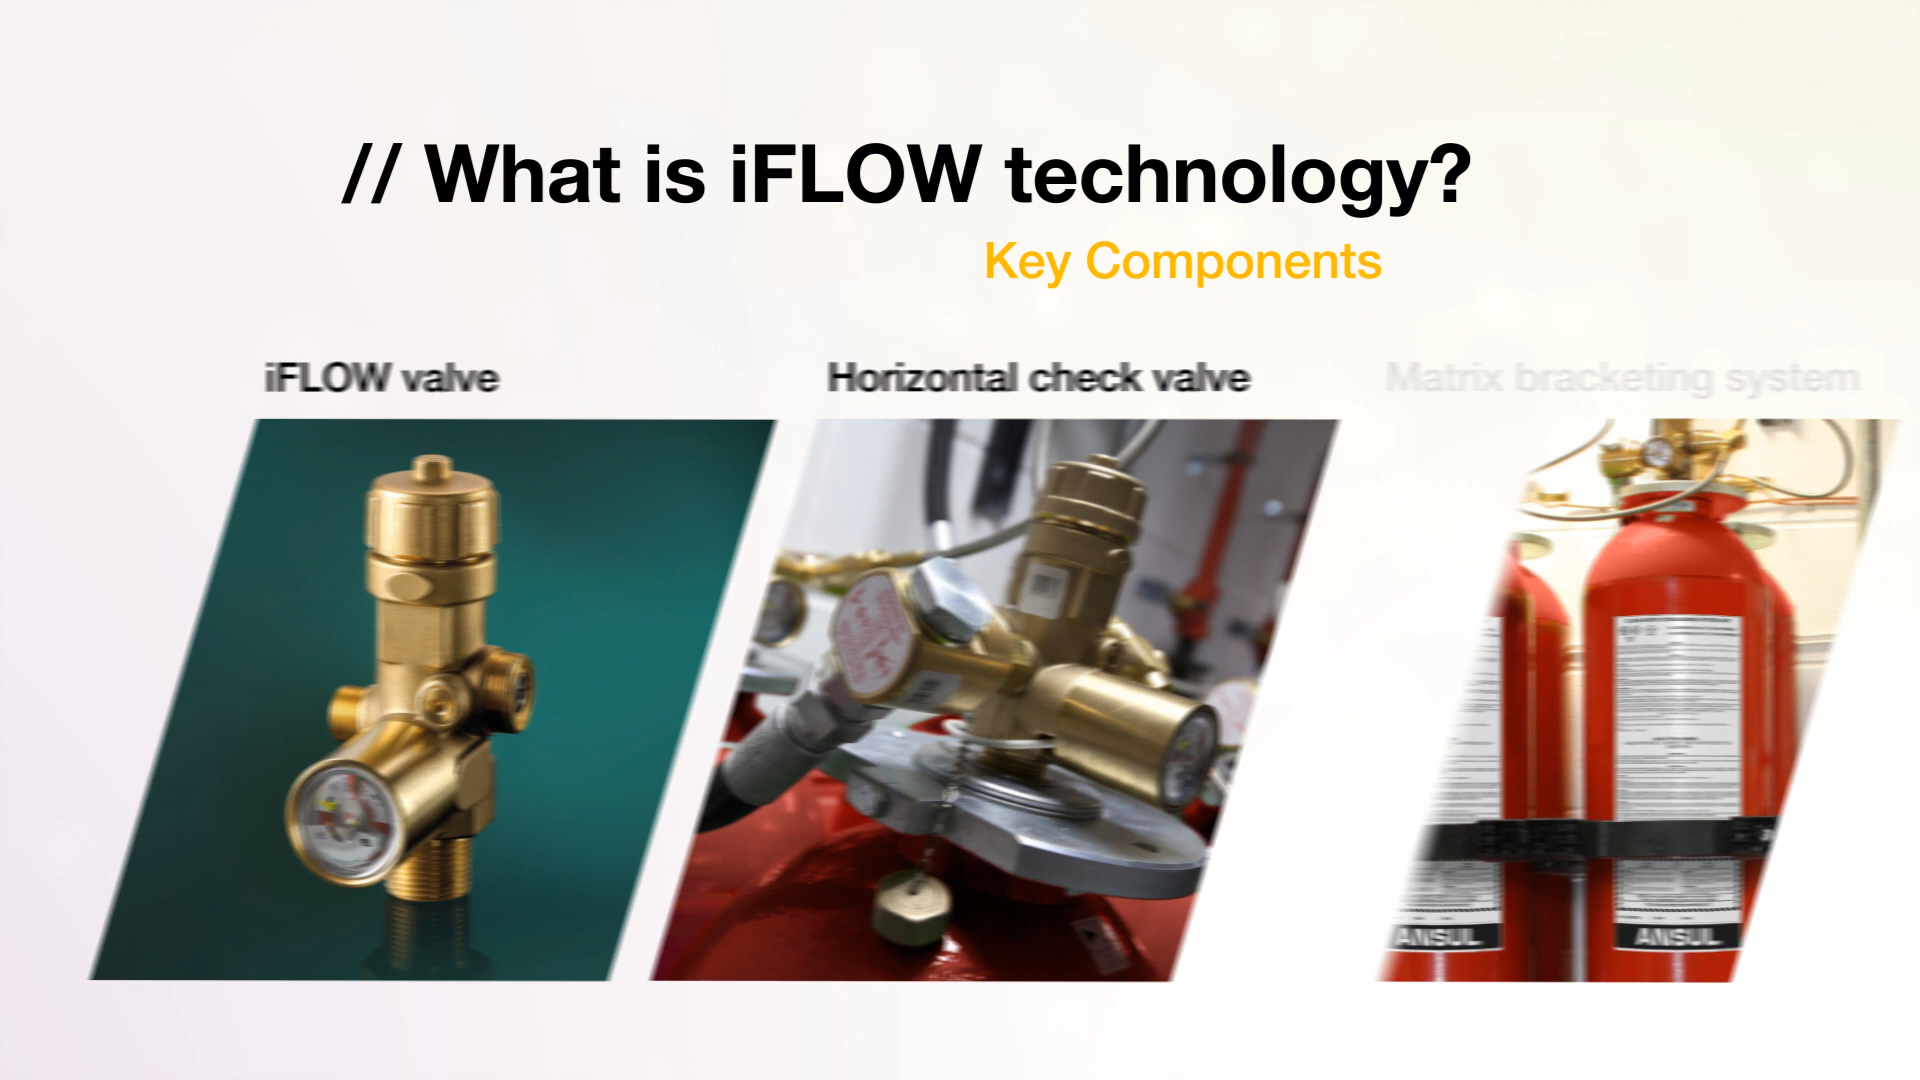 // What is iFLOW technology?
Key Components
iFLOW valve
Horizontal check valve
Matrix bracketing system
ANSUL
ANSUL